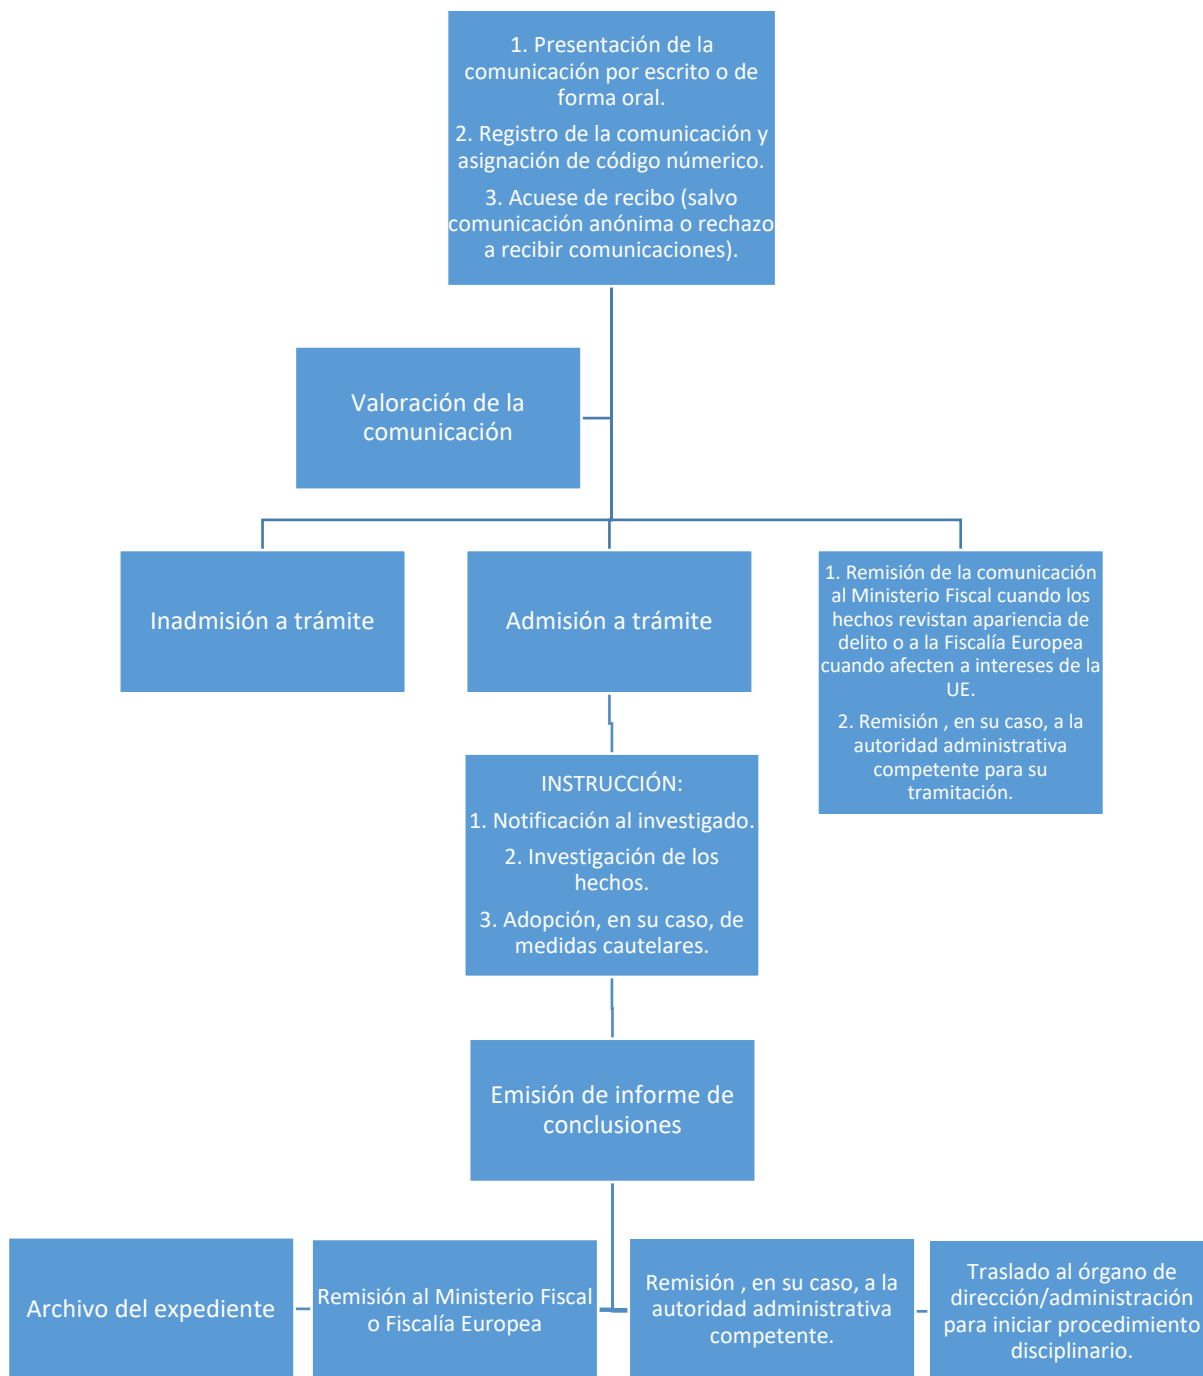 1. Presentación de la
comunicación por escrito o de
forma oral.
2. Registro de la comunicación y
asignación de código númerico.
3. Acuese de recibo (salvo
comunicación anónima o rechazo
a recibir comunicaciones).
Valoración de la
comunicación
Inadmisión a trámite
Admisión a trámite
1. Remisión de la comunicación
al Ministerio Fiscal cuando los
hechos revistan apariencia de
delito o a la Fiscalía Europea
cuando afecten a intereses de la
UE.
2. Remisión , en su caso, a la
autoridad administrativa
competente para su
tramitación.
INSTRUCCIÓN:
1. Notificación al investigado.
2. Investigación de los
hechos.
3. Adopción, en su caso, de
medidas cautelares.
Emisión de informe de
conclusiones
Archivo del expediente
Remisión al Ministerio Fiscal
o Fiscalía Europea
Remisión , en su caso, a la
autoridad administrativa
competente.
Traslado al órgano de
dirección/administración
para iniciar procedimiento
disciplinario.